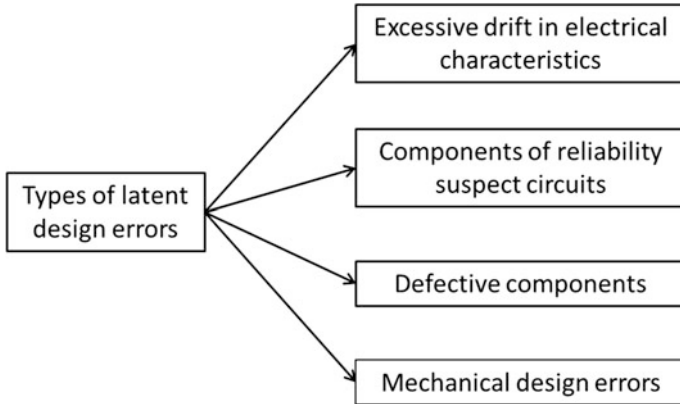 Excessive drift in electrical
characteristics
Components of reliability
suspect circuits
Types of latent
design errors
Defective components
Mechanical design errors